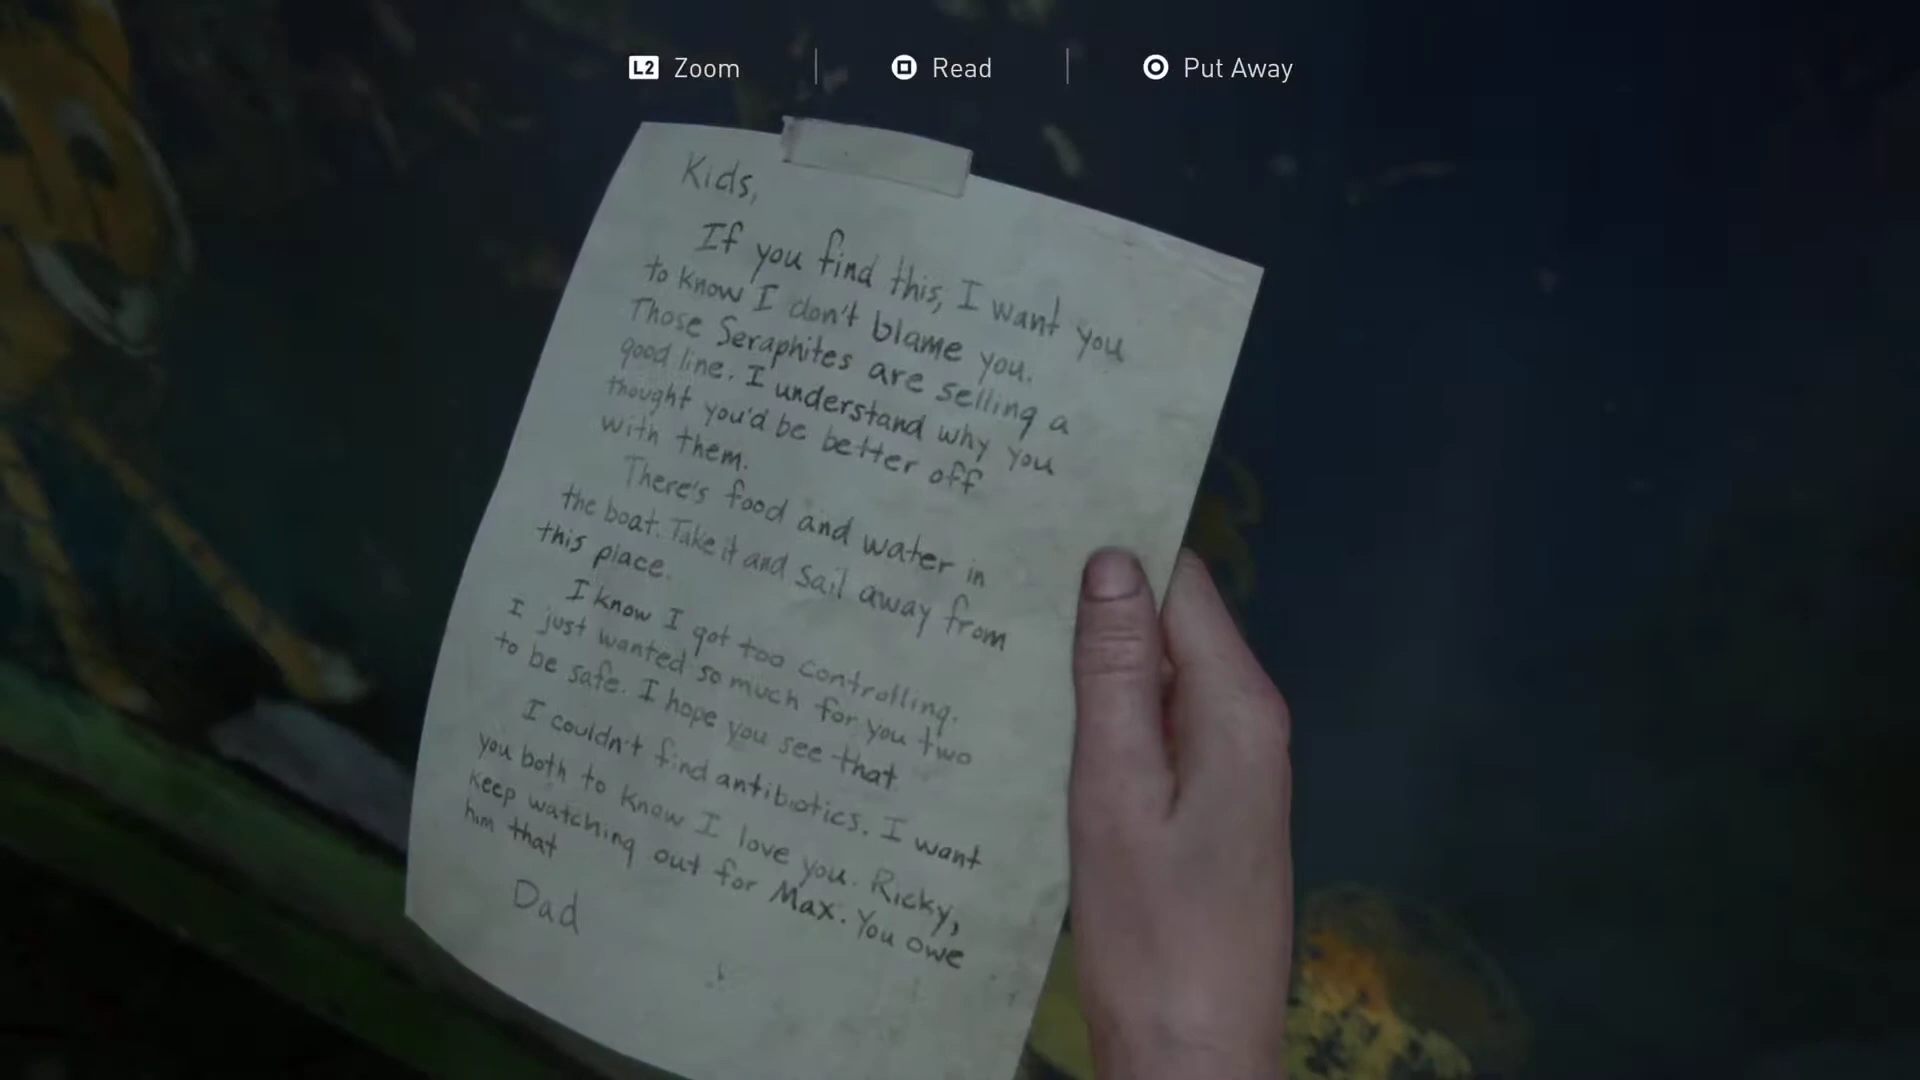 L2 Zoom | Read | Put Away
Kids,
If you find this, I want you
to know I don't blame you.
Those Seraphites are selling a
good line. I understand why you
thought you'd be better off
with them.
There's food and water in
the boat. Take it and sail away from
this place.
I know I got too controlling.
I just wanted so much for you two
to be safe. I hope you see that.
I couldn't find antibiotics. I want
you both to know I love you. Ricky,
keep watching out for Max. You owe
him that
Dad